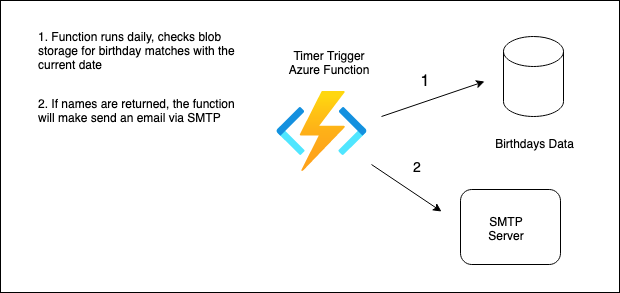 1. Function runs daily, checks blob
storage for birthday matches with the
current date
2. If names are returned, the function
will make send an email via SMTP
Timer Trigger
Azure Function
1
Birthdays Data
2
SMTP
Server